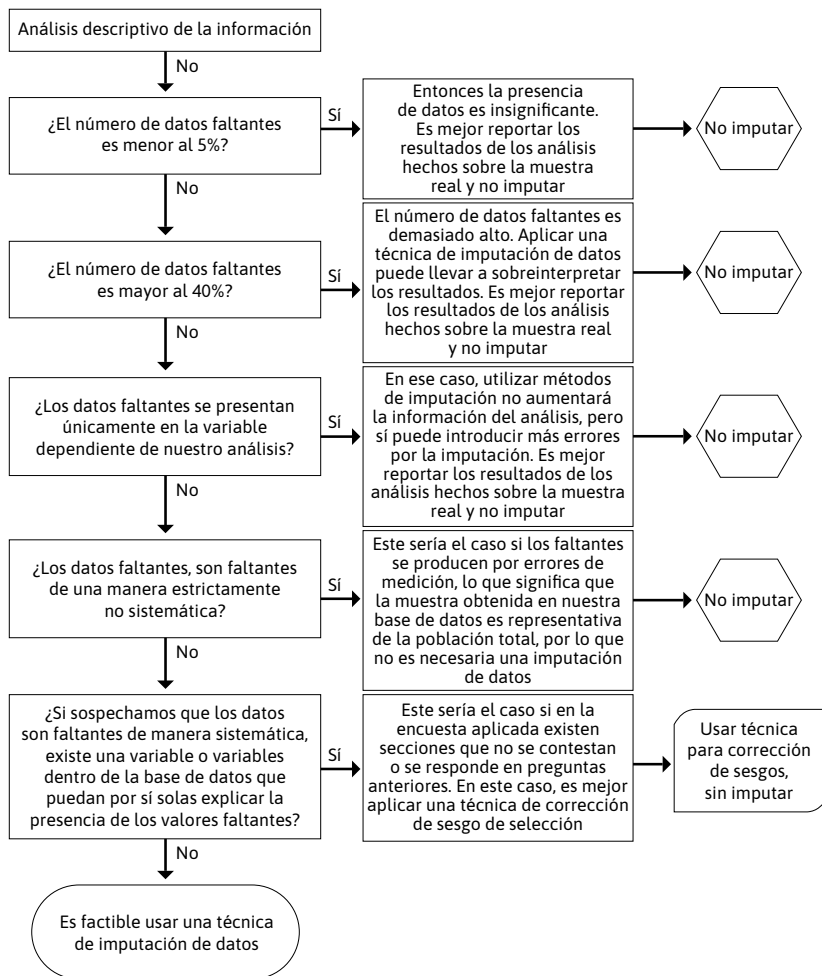 Análisis descriptivo de la información
No
¿El número de datos faltantes
es menor al 5%?
Sí
Entonces la presencia
de datos es insignificante.
Es mejor reportar los
resultados de los análisis
hechos sobre la muestra
real y no imputar
No imputar
No
¿El número de datos faltantes
es mayor al 40%?
Sí
El número de datos faltantes es
demasiado alto. Aplicar una
técnica de imputación de datos
puede llevar a sobreinterpretar
los resultados. Es mejor reportar
los resultados de los análisis
hechos sobre la muestra real
y no imputar
No imputar
No
¿Los datos faltantes se presentan
únicamente en la variable
dependiente de nuestro análisis?
Sí
En ese caso, utilizar métodos
de imputación no aumentará
la información del análisis, pero
sí puede introducir más errores
por la imputación. Es mejor
reportar los resultados de los
análisis hechos sobre la muestra
real y no imputar
No imputar
No
¿Los datos faltantes, son faltantes
de una manera estrictamente
no sistemática?
Sí
Este sería el caso si los faltantes
se producen por errores de
medición, lo que significa que
la muestra obtenida en nuestra
base de datos es representativa
de la población total, por lo que
no es necesaria una imputación
de datos
No imputar
No
¿Si sospechamos que los datos
son faltantes de manera sistemática,
existe una variable o variables
dentro de la base de datos que
puedan por sí solas explicar la
presencia de los valores faltantes?
Sí
Este sería el caso si en la
encuesta aplicada existen
secciones que no se contestan
o se responde en preguntas
anteriores. En este caso, es mejor
aplicar una técnica de corrección
de sesgo de selección
Usar técnica
para corrección
de sesgos,
sin imputar
No
Es factible usar una técnica
de imputación de datos